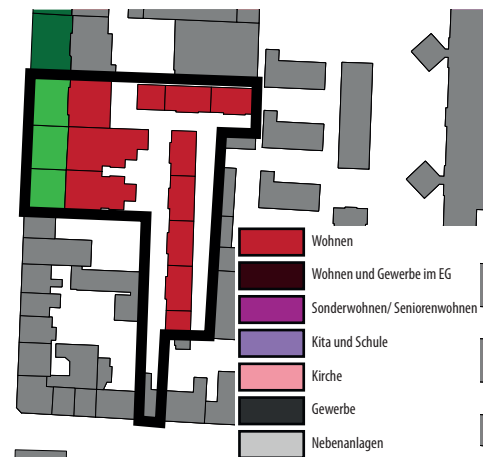 Wohnen
Wohnen und Gewerbe im EG
Sonderwohnen/ Seniorenwohnen
Kita und Schule
Kirche
Gewerbe
Nebenanlagen